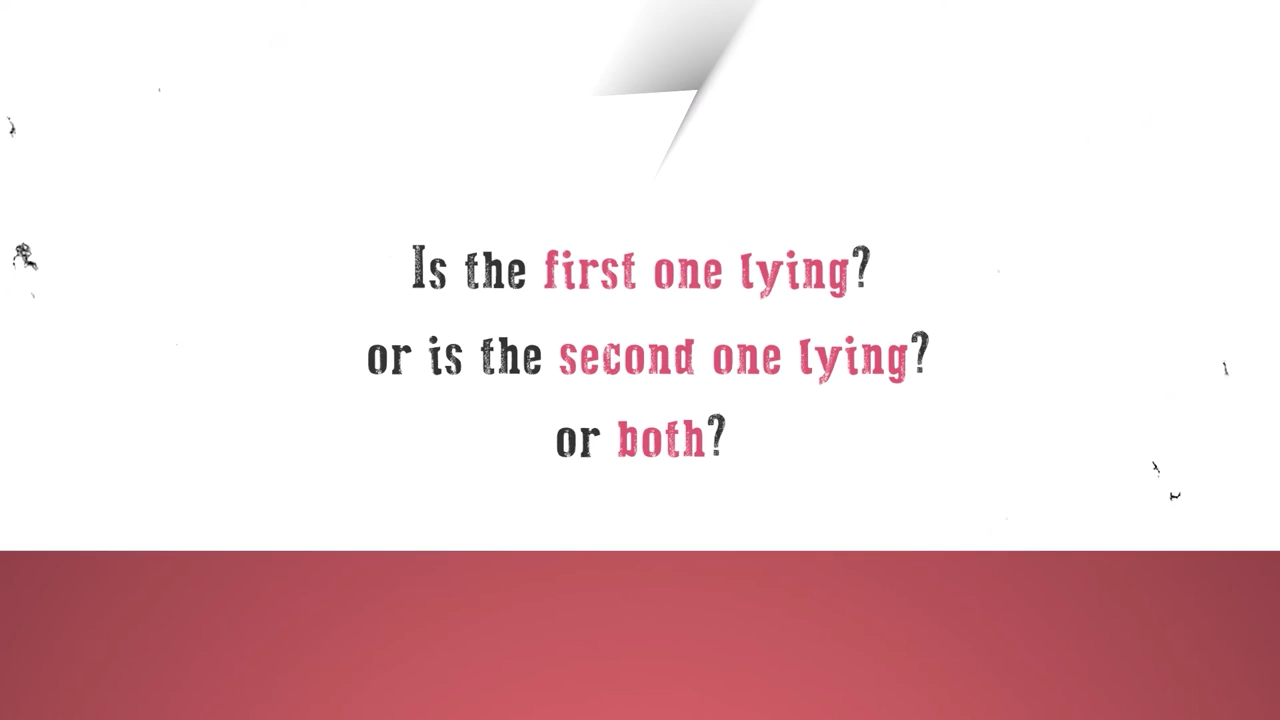 Is the first one lying?
or is the second one lying?
or both?